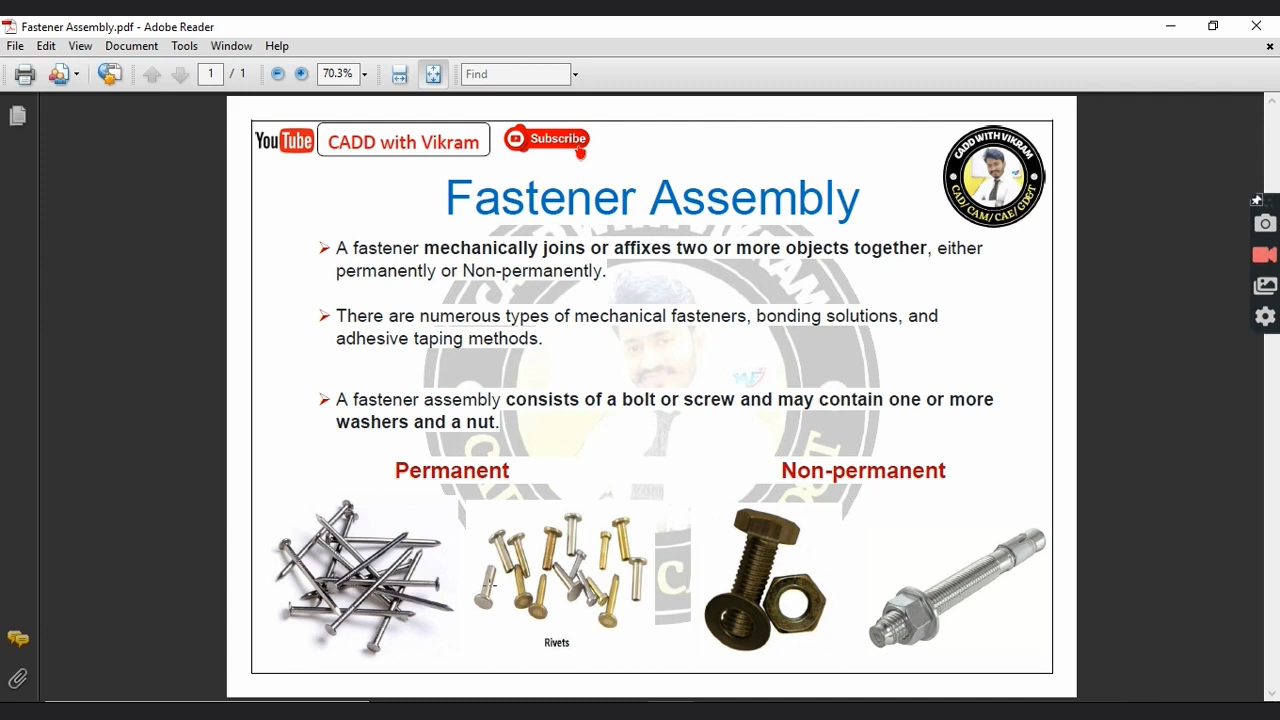 Fastener Assembly.pdf - Adobe Reader
File Edit View Document Tools Window Help
1 / 1 70.3% Find
YouTube CADD with Vikram Subscribe
CADD WITH VIKRAM
CAD/ CAM/ CAE/ GD&T
Fastener Assembly
A fastener mechanically joins or affixes two or more objects together, either
permanently or Non-permanently.
There are numerous types of mechanical fasteners, bonding solutions, and
adhesive taping methods.
A fastener assembly consists of a bolt or screw and may contain one or more
washers and a nut.
Permanent Non-permanent
Rivets